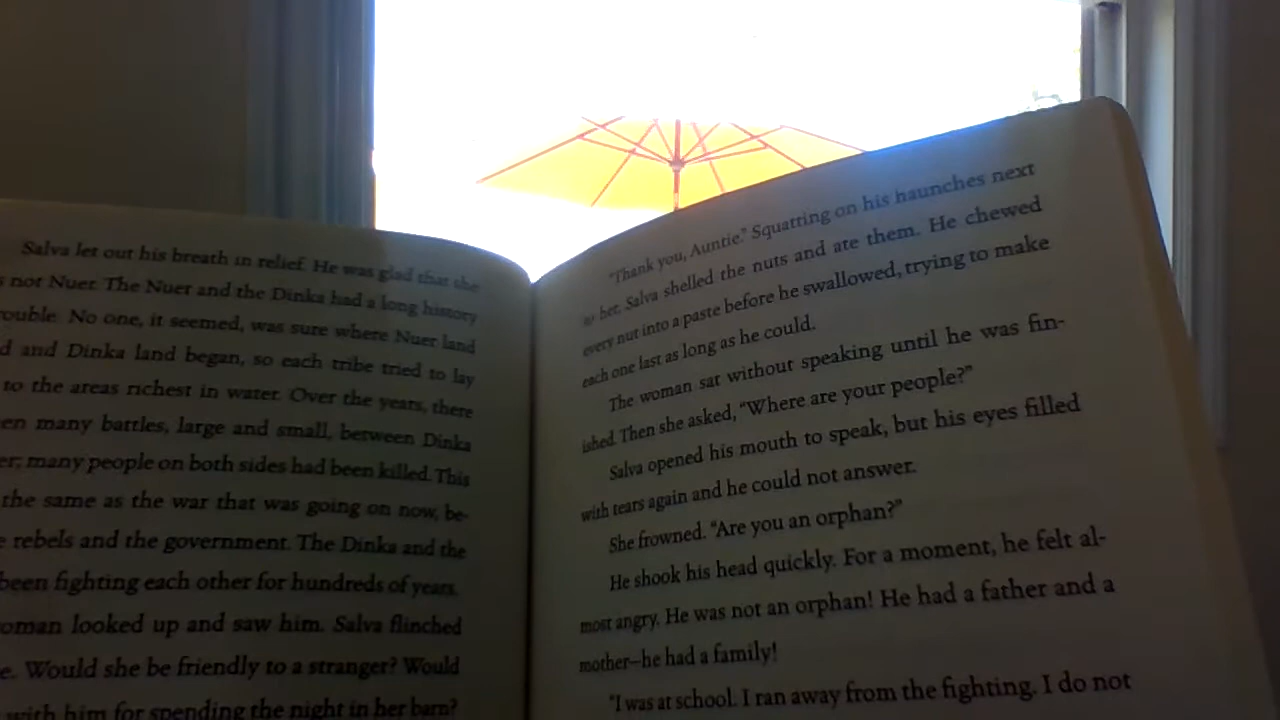 Salva let out his breath in relief. He was glad that the
s not Nuer. The Nuer and the Dinka had a long history
rouble. No one, it seemed, was sure where Nuer land
d and Dinka land began, so each tribe tried to lay
to the areas richest in water. Over the years, there
en many battles, large and small, between Dinka
er; many people on both sides had been killed. This
the same as the war that was going on now, be-
e rebels and the government. The Dinka and the
been fighting each other for hundreds of years.
oman looked up and saw him. Salva flinched
e. Would she be friendly to a stranger? Would
with him for spending the night in her barn?
"Thank you, Auntie." Squatting on his haunches next
to her, Salva shelled the nuts and ate them. He chewed
every nut into a paste before he swallowed, trying to make
each one last as long as he could.
The woman sat without speaking until he was fin-
ished. Then she asked, "Where are your people?"
Salva opened his mouth to speak, but his eyes filled
with tears again and he could not answer.
She frowned. "Are you an orphan?"
He shook his head quickly. For a moment, he felt al-
most angry. He was not an orphan! He had a father and a
mother—he had a family!
"I was at school. I ran away from the fighting. I do not